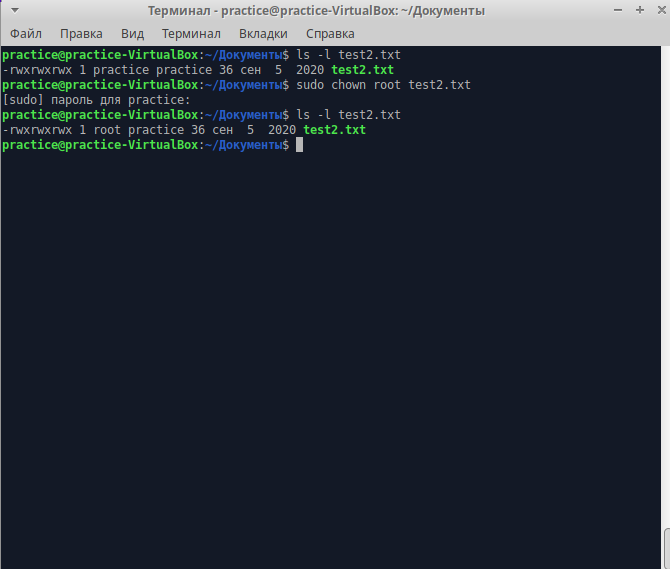 Терминал - practice@practice-VirtualBox: ~/Документы
Файл Правка Вид Терминал Вкладки Справка
practice@practice-VirtualBox:~/Документы$ ls -l test2.txt
-rwxrwxrwx 1 practice practice 36 сен  5  2020 test2.txt
practice@practice-VirtualBox:~/Документы$ sudo chown root test2.txt
[sudo] пароль для practice:
practice@practice-VirtualBox:~/Документы$ ls -l test2.txt
-rwxrwxrwx 1 root practice 36 сен  5  2020 test2.txt
practice@practice-VirtualBox:~/Документы$